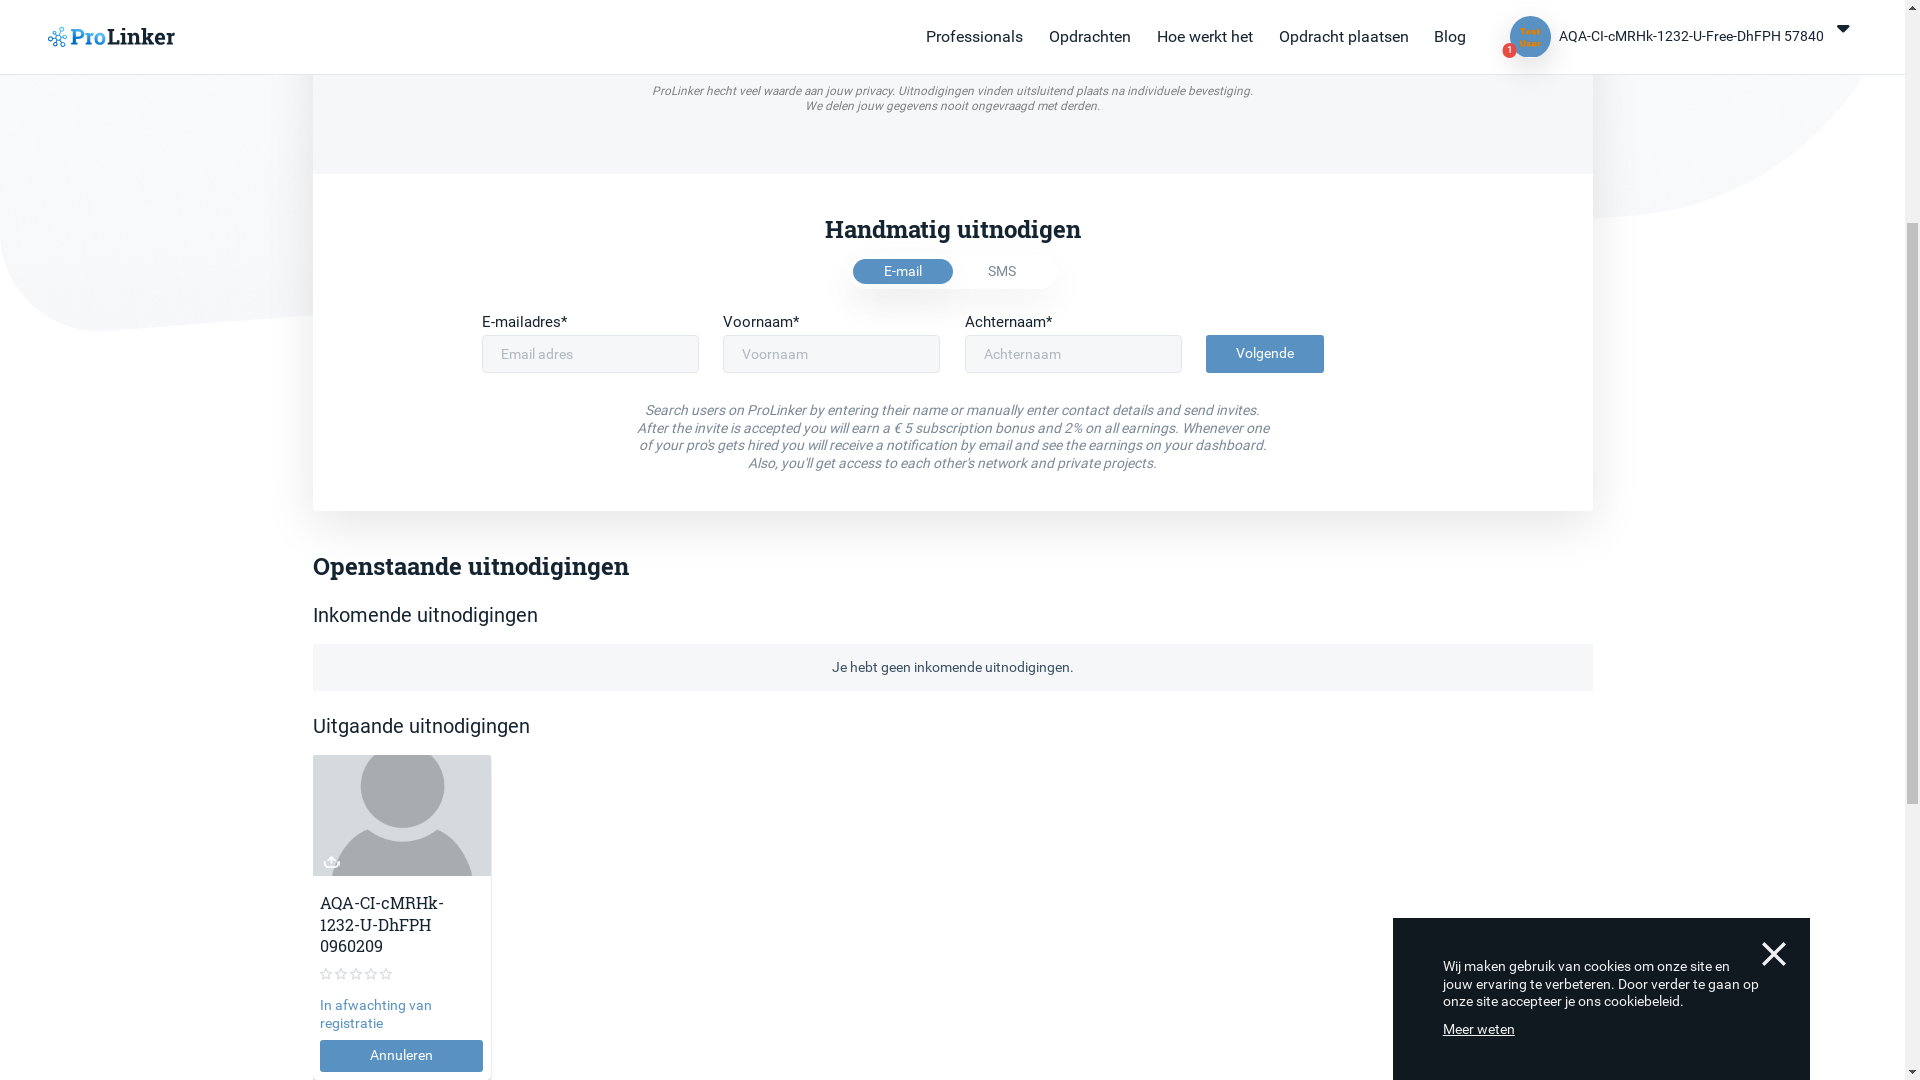 ProLinker
Professionals
Opdrachten
Hoe werkt het
Opdracht plaatsen
Blog
Test
User
1
AQA-CI-cMRHk-1232-U-Free-DhFPH 57840
ProLinker hecht veel waarde aan jouw privacy. Uitnodigingen vinden uitsluitend plaats na individuele bevestiging.
We delen jouw gegevens nooit ongevraagd met derden.
Handmatig uitnodigen
E-mail
SMS
E-mailadres*
Voornaam*
Achternaam*
Email adres
Voornaam
Achternaam
Volgende
Search users on ProLinker by entering their name or manually enter contact details and send invites.
After the invite is accepted you will earn a € 5 subscription bonus and 2% on all earnings. Whenever one
of your pro's gets hired you will receive a notification by email and see the earnings on your dashboard.
Also, you'll get access to each other's network and private projects.
Openstaande uitnodigingen
Inkomende uitnodigingen
Je hebt geen inkomende uitnodigingen.
Uitgaande uitnodigingen
AQA-CI-cMRHk-
1232-U-DhFPH
0960209
In afwachting van
registratie
Annuleren
Wij maken gebruik van cookies om onze site en
jouw ervaring te verbeteren. Door verder te gaan op
onze site accepteer je ons cookiebeleid.
Meer weten